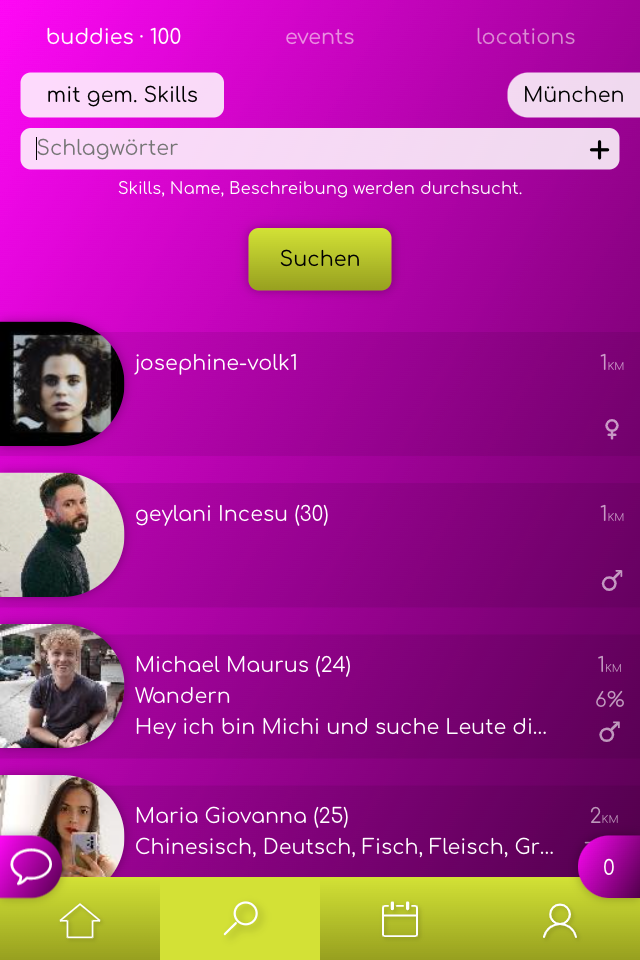 buddies · 100 events locations
mit gem. Skills München
Schlagwörter
Skills, Name, Beschreibung werden durchsucht.
Suchen
josephine-volk1 1KM
geylani Incesu (30) 1KM
Michael Maurus (24) 1KM
Wandern 6%
Hey ich bin Michi und suche Leute di...
Maria Giovanna (25) 2KM
Chinesisch, Deutsch, Fisch, Fleisch, Gr...
0